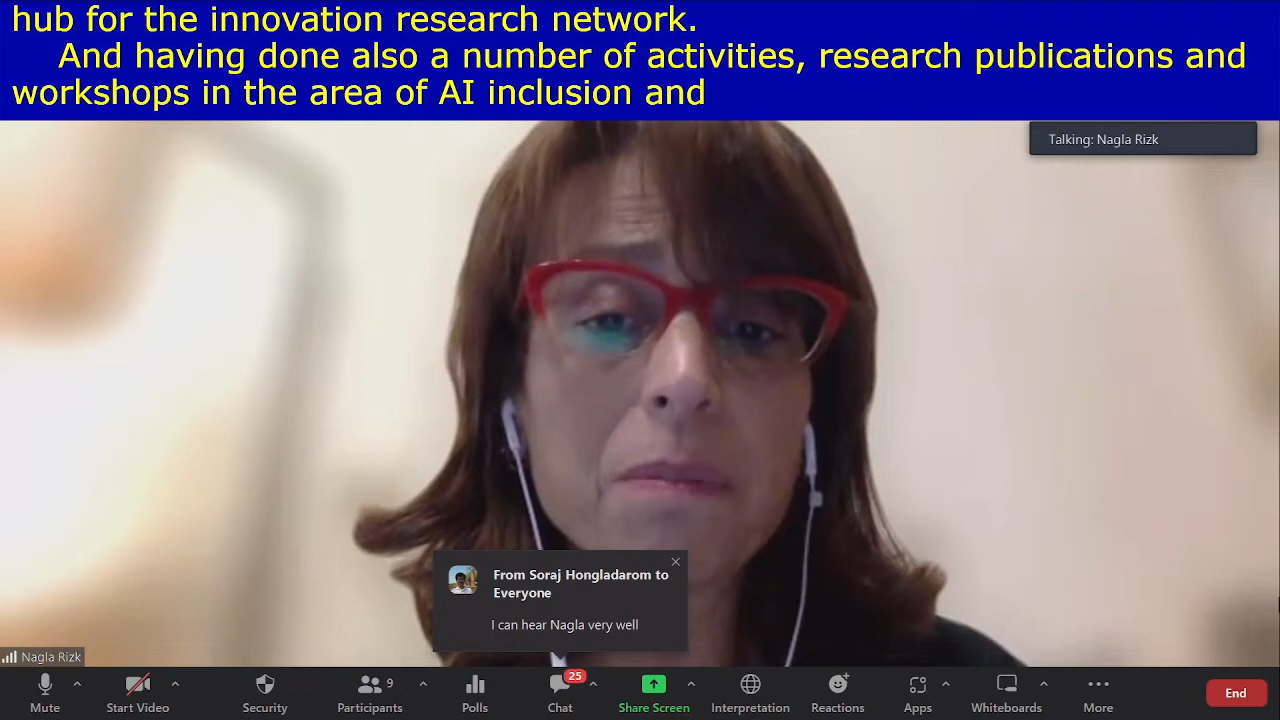 hub for the innovation research network.
And having done also a number of activities, research publications and
workshops in the area of AI inclusion and
Talking: Nagla Rizk
From Soraj Hongladarom to
Everyone
I can hear Nagla very well
Nagla Rizk
9
25
Mute
Start Video
Security
Participants
Polls
Chat
Share Screen
Interpretation
Reactions
Apps
Whiteboards
More
End